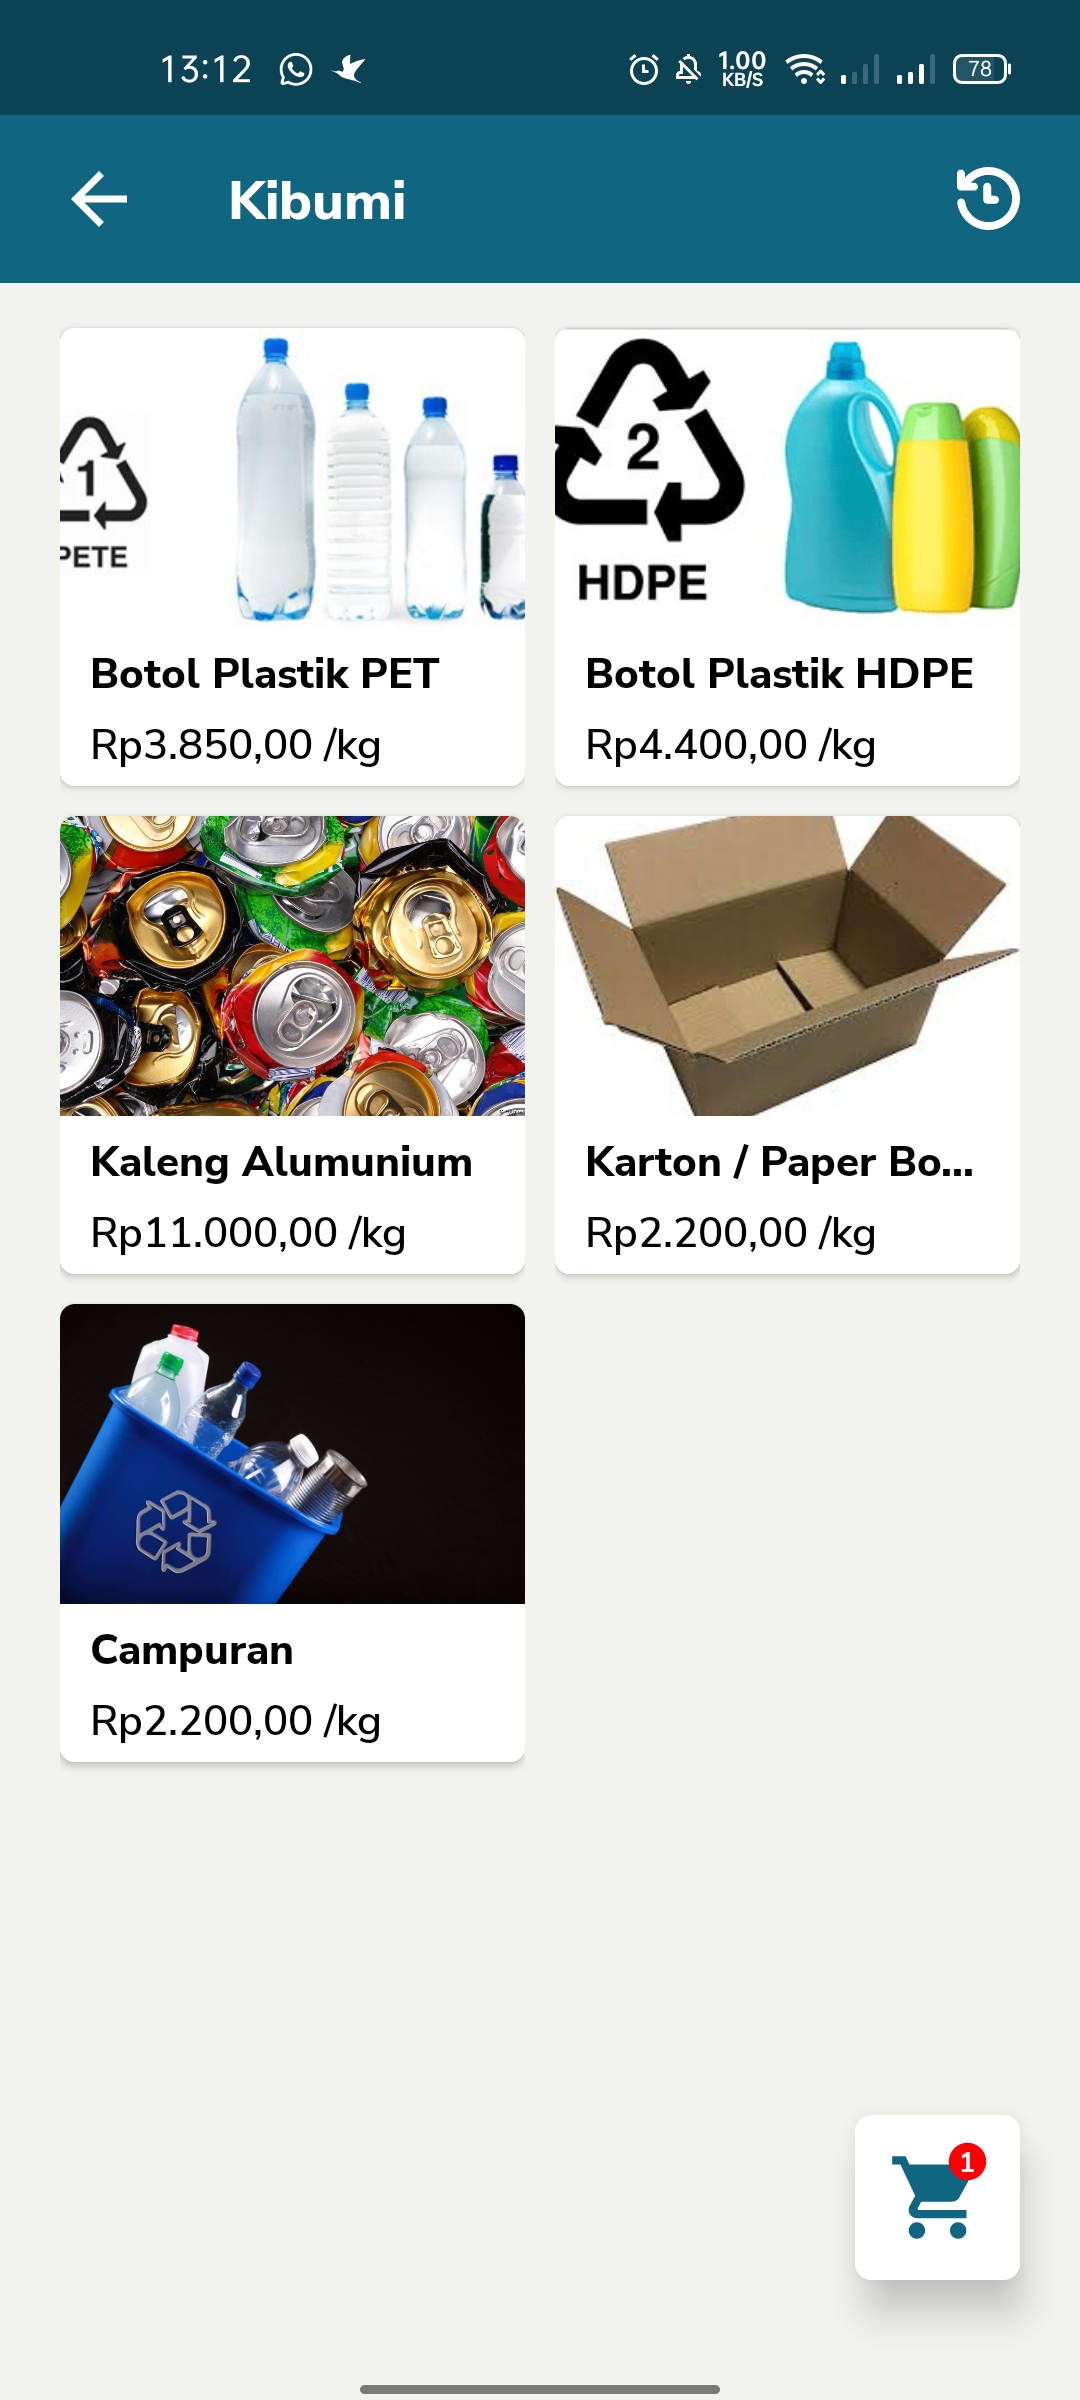 13:12
1.00
KB/S
78
Kibumi
1
PETE
2
HDPE
Botol Plastik PET
Rp3.850,00 /kg
Botol Plastik HDPE
Rp4.400,00 /kg
Kaleng Alumunium
Rp11.000,00 /kg
Karton / Paper Bo...
Rp2.200,00 /kg
Campuran
Rp2.200,00 /kg
1